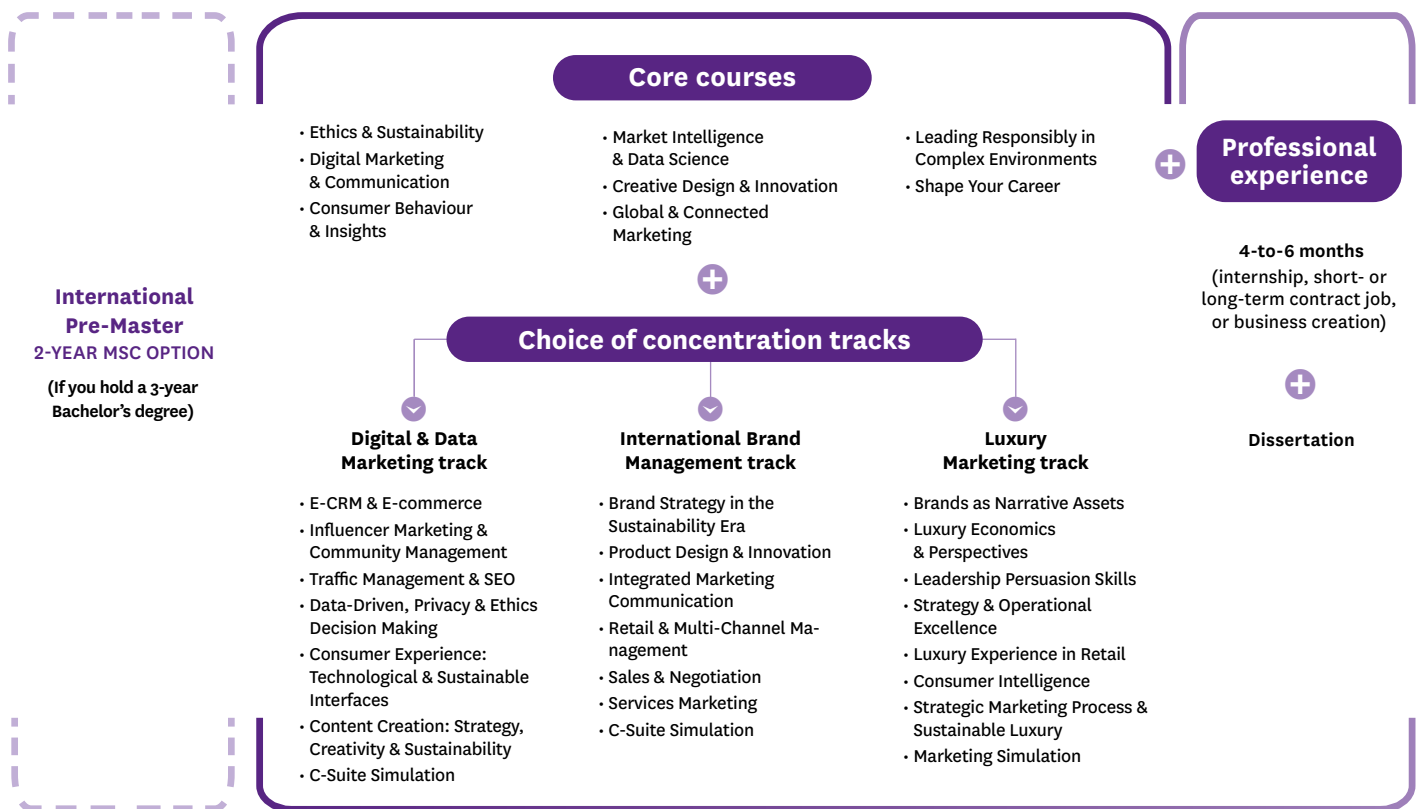 International
Pre-Master
2-YEAR MSC OPTION
(If you hold a 3-year
Bachelor's degree)
Core courses
• Ethics & Sustainability
• Digital Marketing
& Communication
• Consumer Behaviour
& Insights
• Market Intelligence
& Data Science
• Creative Design & Innovation
• Global & Connected
Marketing
• Leading Responsibly in
Complex Environments
• Shape Your Career
Choice of concentration tracks
Digital & Data
Marketing track
• E-CRM & E-commerce
• Influencer Marketing &
Community Management
• Traffic Management & SEO
• Data-Driven, Privacy & Ethics
Decision Making
• Consumer Experience:
Technological & Sustainable
Interfaces
• Content Creation: Strategy,
Creativity & Sustainability
• C-Suite Simulation
International Brand
Management track
• Brand Strategy in the
Sustainability Era
• Product Design & Innovation
• Integrated Marketing
Communication
• Retail & Multi-Channel Ma-
nagement
• Sales & Negotiation
• Services Marketing
• C-Suite Simulation
Luxury
Marketing track
• Brands as Narrative Assets
• Luxury Economics
& Perspectives
• Leadership Persuasion Skills
• Strategy & Operational
Excellence
• Luxury Experience in Retail
• Consumer Intelligence
• Strategic Marketing Process &
Sustainable Luxury
• Marketing Simulation
Professional
experience
4-to-6 months
(internship, short- or
long-term contract job,
or business creation)
Dissertation